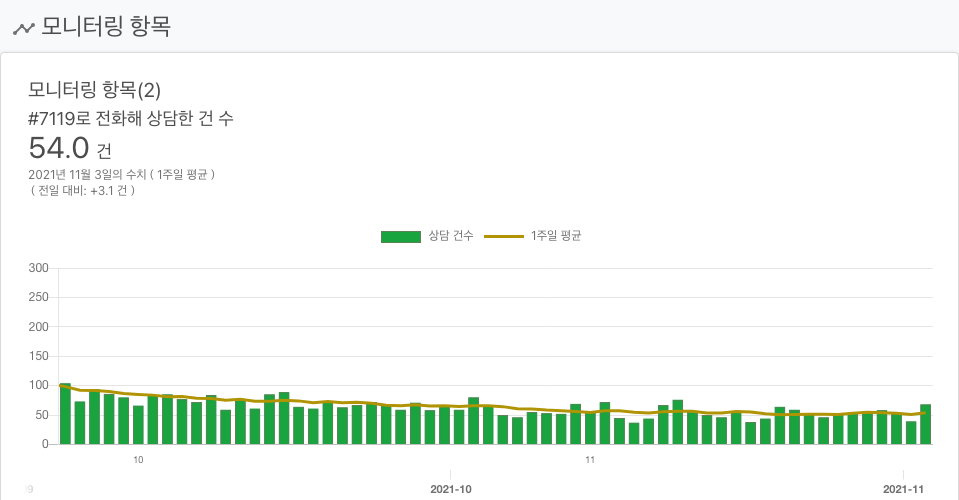 모니터링 항목
모니터링 항목(2)
#7119로 전화해 상담한 건 수
54.0 건
2021년 11월 3일의 수치 ( 1주일 평균 )
( 전일 대비: +3.1 건 )
상담 건수 1주일 평균
300
250
200
150
100
50
0
10 11
9 2021-10 2021-11